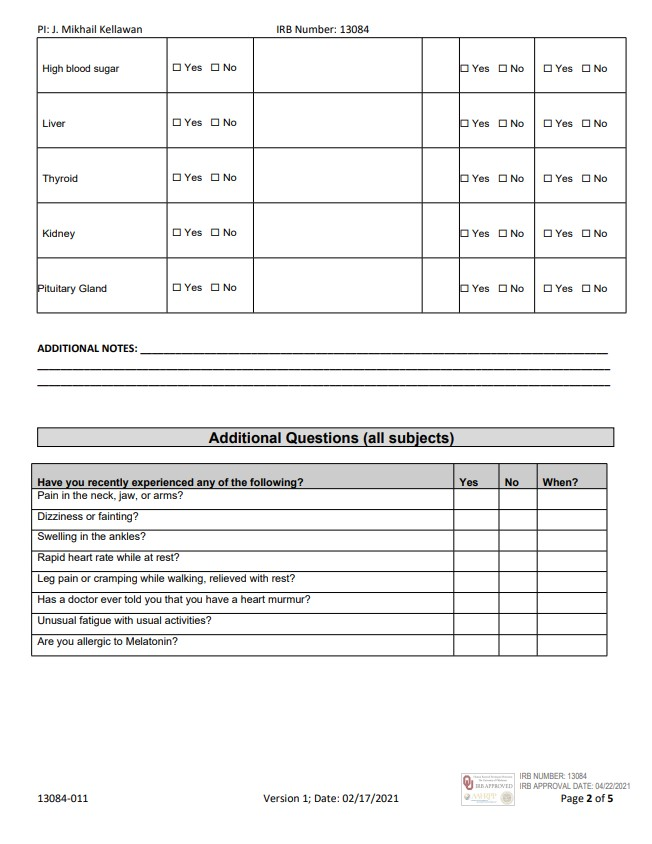 PI: J. Mikhail Kellawan IRB Number: 13084
High blood sugar ☐ Yes ☐ No ☐ Yes ☐ No ☐ Yes ☐ No
Liver ☐ Yes ☐ No ☐ Yes ☐ No ☐ Yes ☐ No
Thyroid ☐ Yes ☐ No ☐ Yes ☐ No ☐ Yes ☐ No
Kidney ☐ Yes ☐ No ☐ Yes ☐ No ☐ Yes ☐ No
Pituitary Gland ☐ Yes ☐ No ☐ Yes ☐ No ☐ Yes ☐ No
ADDITIONAL NOTES:
Additional Questions (all subjects)
Have you recently experienced any of the following? Yes No When?
Pain in the neck, jaw, or arms?
Dizziness or fainting?
Swelling in the ankles?
Rapid heart rate while at rest?
Leg pain or cramping while walking, relieved with rest?
Has a doctor ever told you that you have a heart murmur?
Unusual fatigue with usual activities?
Are you allergic to Melatonin?
IRB APPROVED
IRB NUMBER: 13084
IRB APPROVAL DATE: 04/22/2021
13084-011 Version 1; Date: 02/17/2021 Page 2 of 5